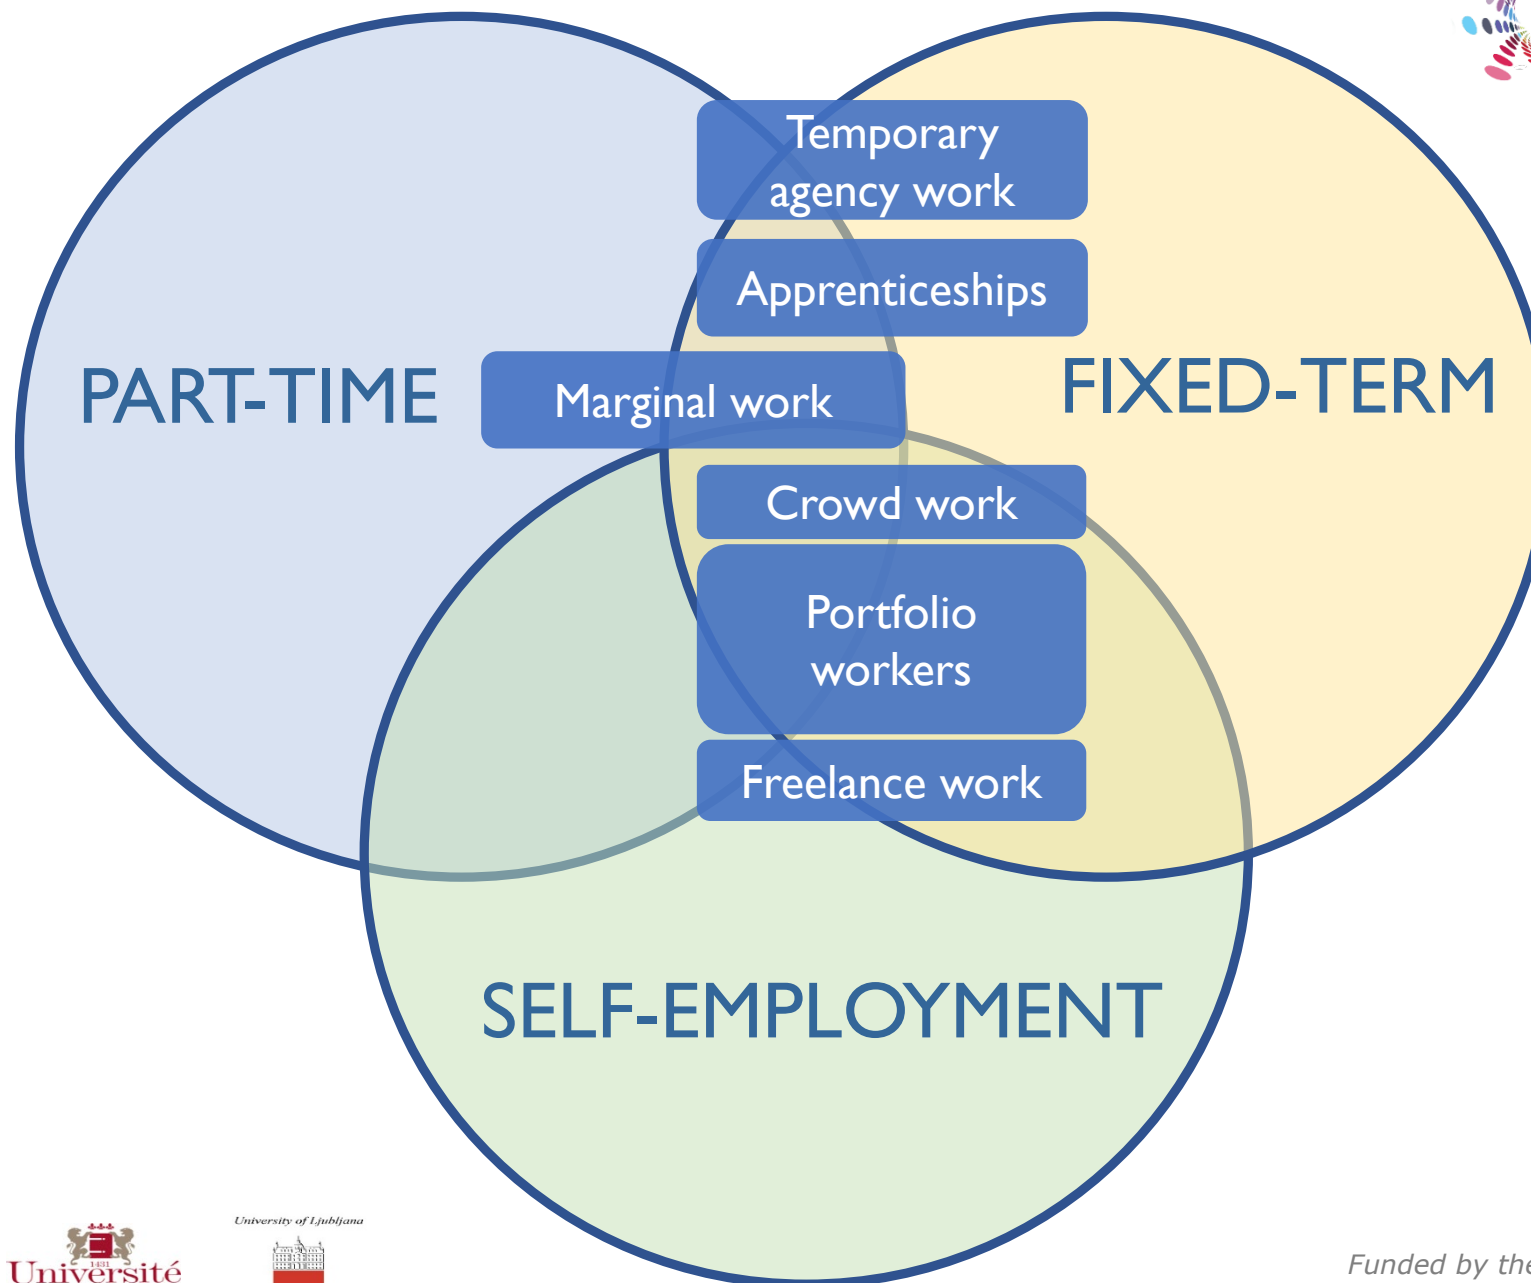 Temporary
agency work
Apprenticeships
PART-TIME
Marginal work
FIXED-TERM
Crowd work
Portfolio
workers
Freelance work
SELF-EMPLOYMENT
University of Ljubljana
1431
Université
Funded by the